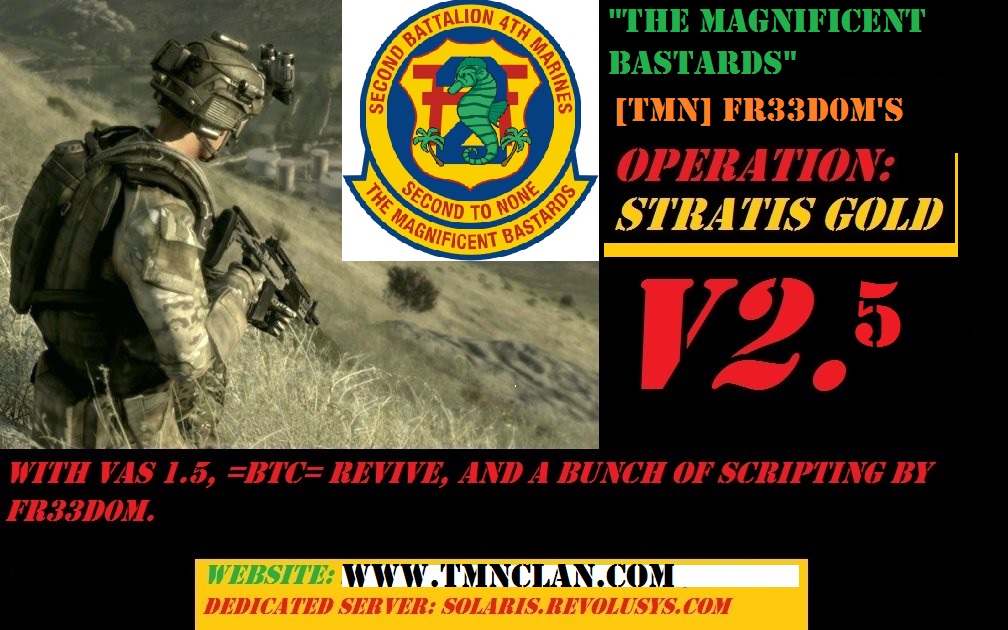 SECOND BATTALION 4TH MARINES
2
SECOND TO NONE
THE MAGNIFICENT BASTARDS
"THE MAGNIFICENT
BASTARDS"
[TMN] FR33D0M'S
OPERATION:
STRATIS GOLD
V2.5
WITH VAS 1.5, =BTC= REVIVE, AND A BUNCH OF SCRIPTING BY
FR33DOM.
WEBSITE: WWW.TMNCLAN.COM
DEDICATED SERVER: SOLARIS.REVOLUSYS.COM